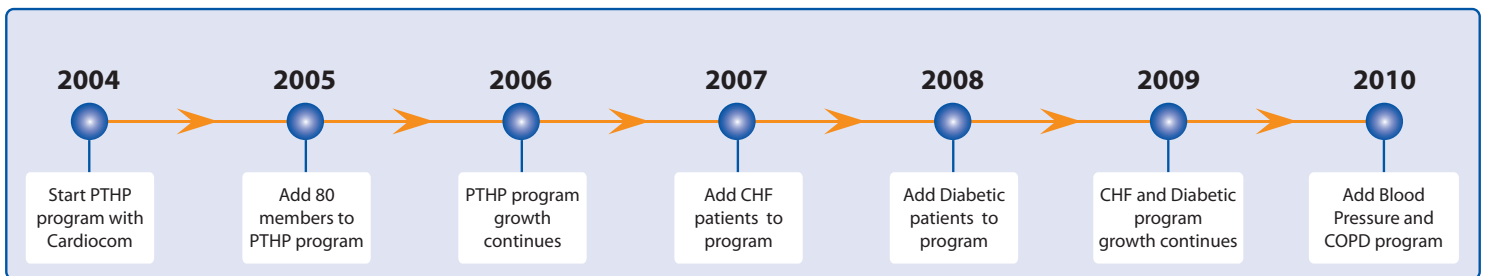 2004
Start PTHP
program with
Cardiocom
2005
Add 80
members to
PTHP program
2006
PTHP program
growth
continues
2007
Add CHF
patients to
program
2008
Add Diabetic
patients to
program
2009
CHF and Diabetic
program
growth continues
2010
Add Blood
Pressure and
COPD program